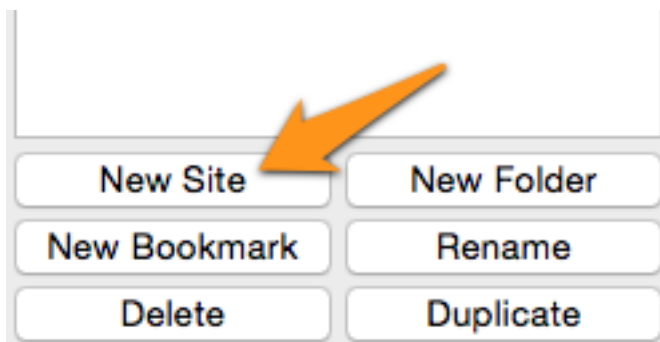 New Site
New Folder
New Bookmark
Rename
Delete
Duplicate